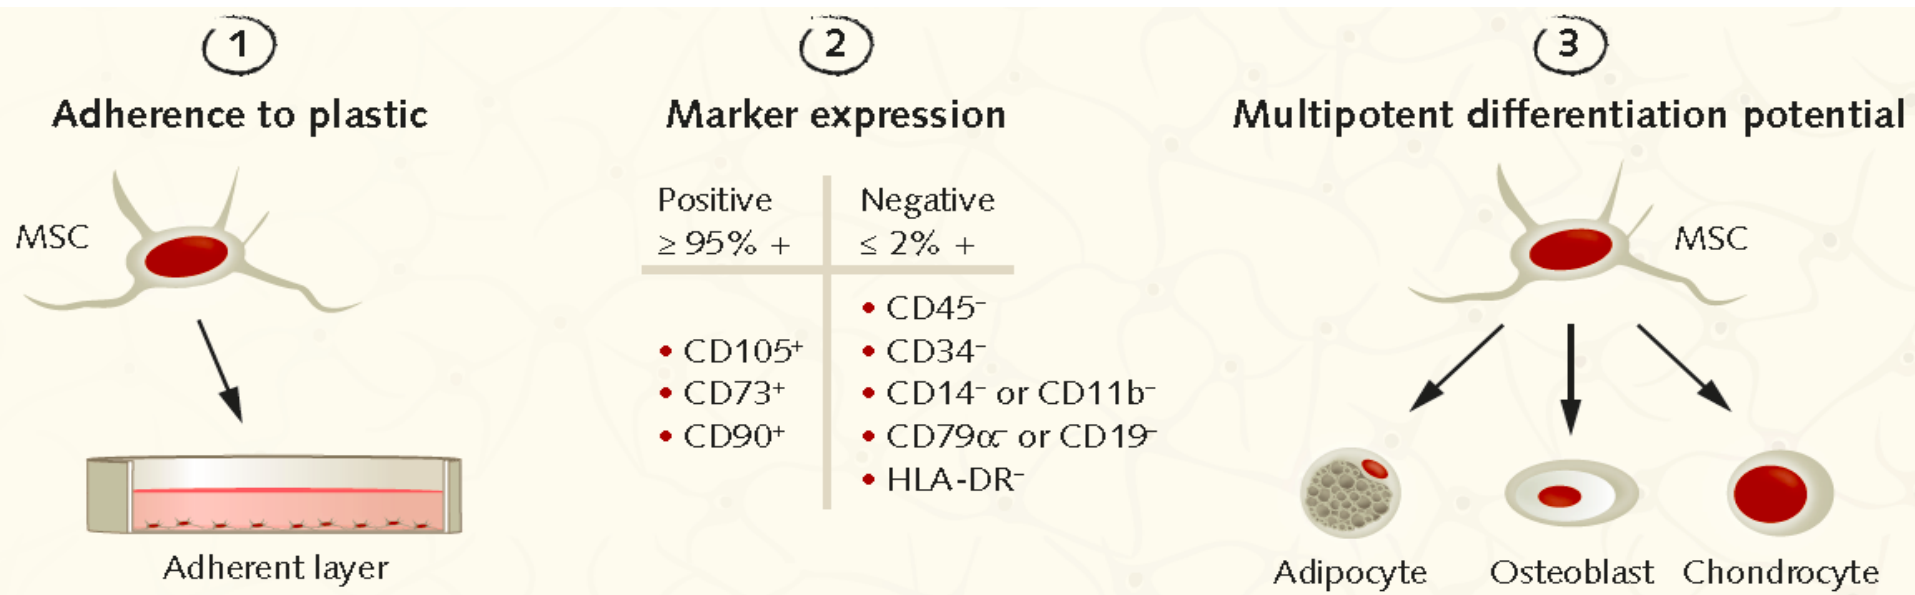 1
Adherence to plastic
MSC
Adherent layer
2
Marker expression
Positive
≥ 95% +
Negative
≤ 2% +
• CD105⁺
• CD73⁺
• CD90⁺
• CD45⁻
• CD34⁻
• CD14⁻ or CD11b⁻
• CD79α⁻ or CD19⁻
• HLA-DR⁻
3
Multipotent differentiation potential
MSC
Adipocyte
Osteoblast
Chondrocyte